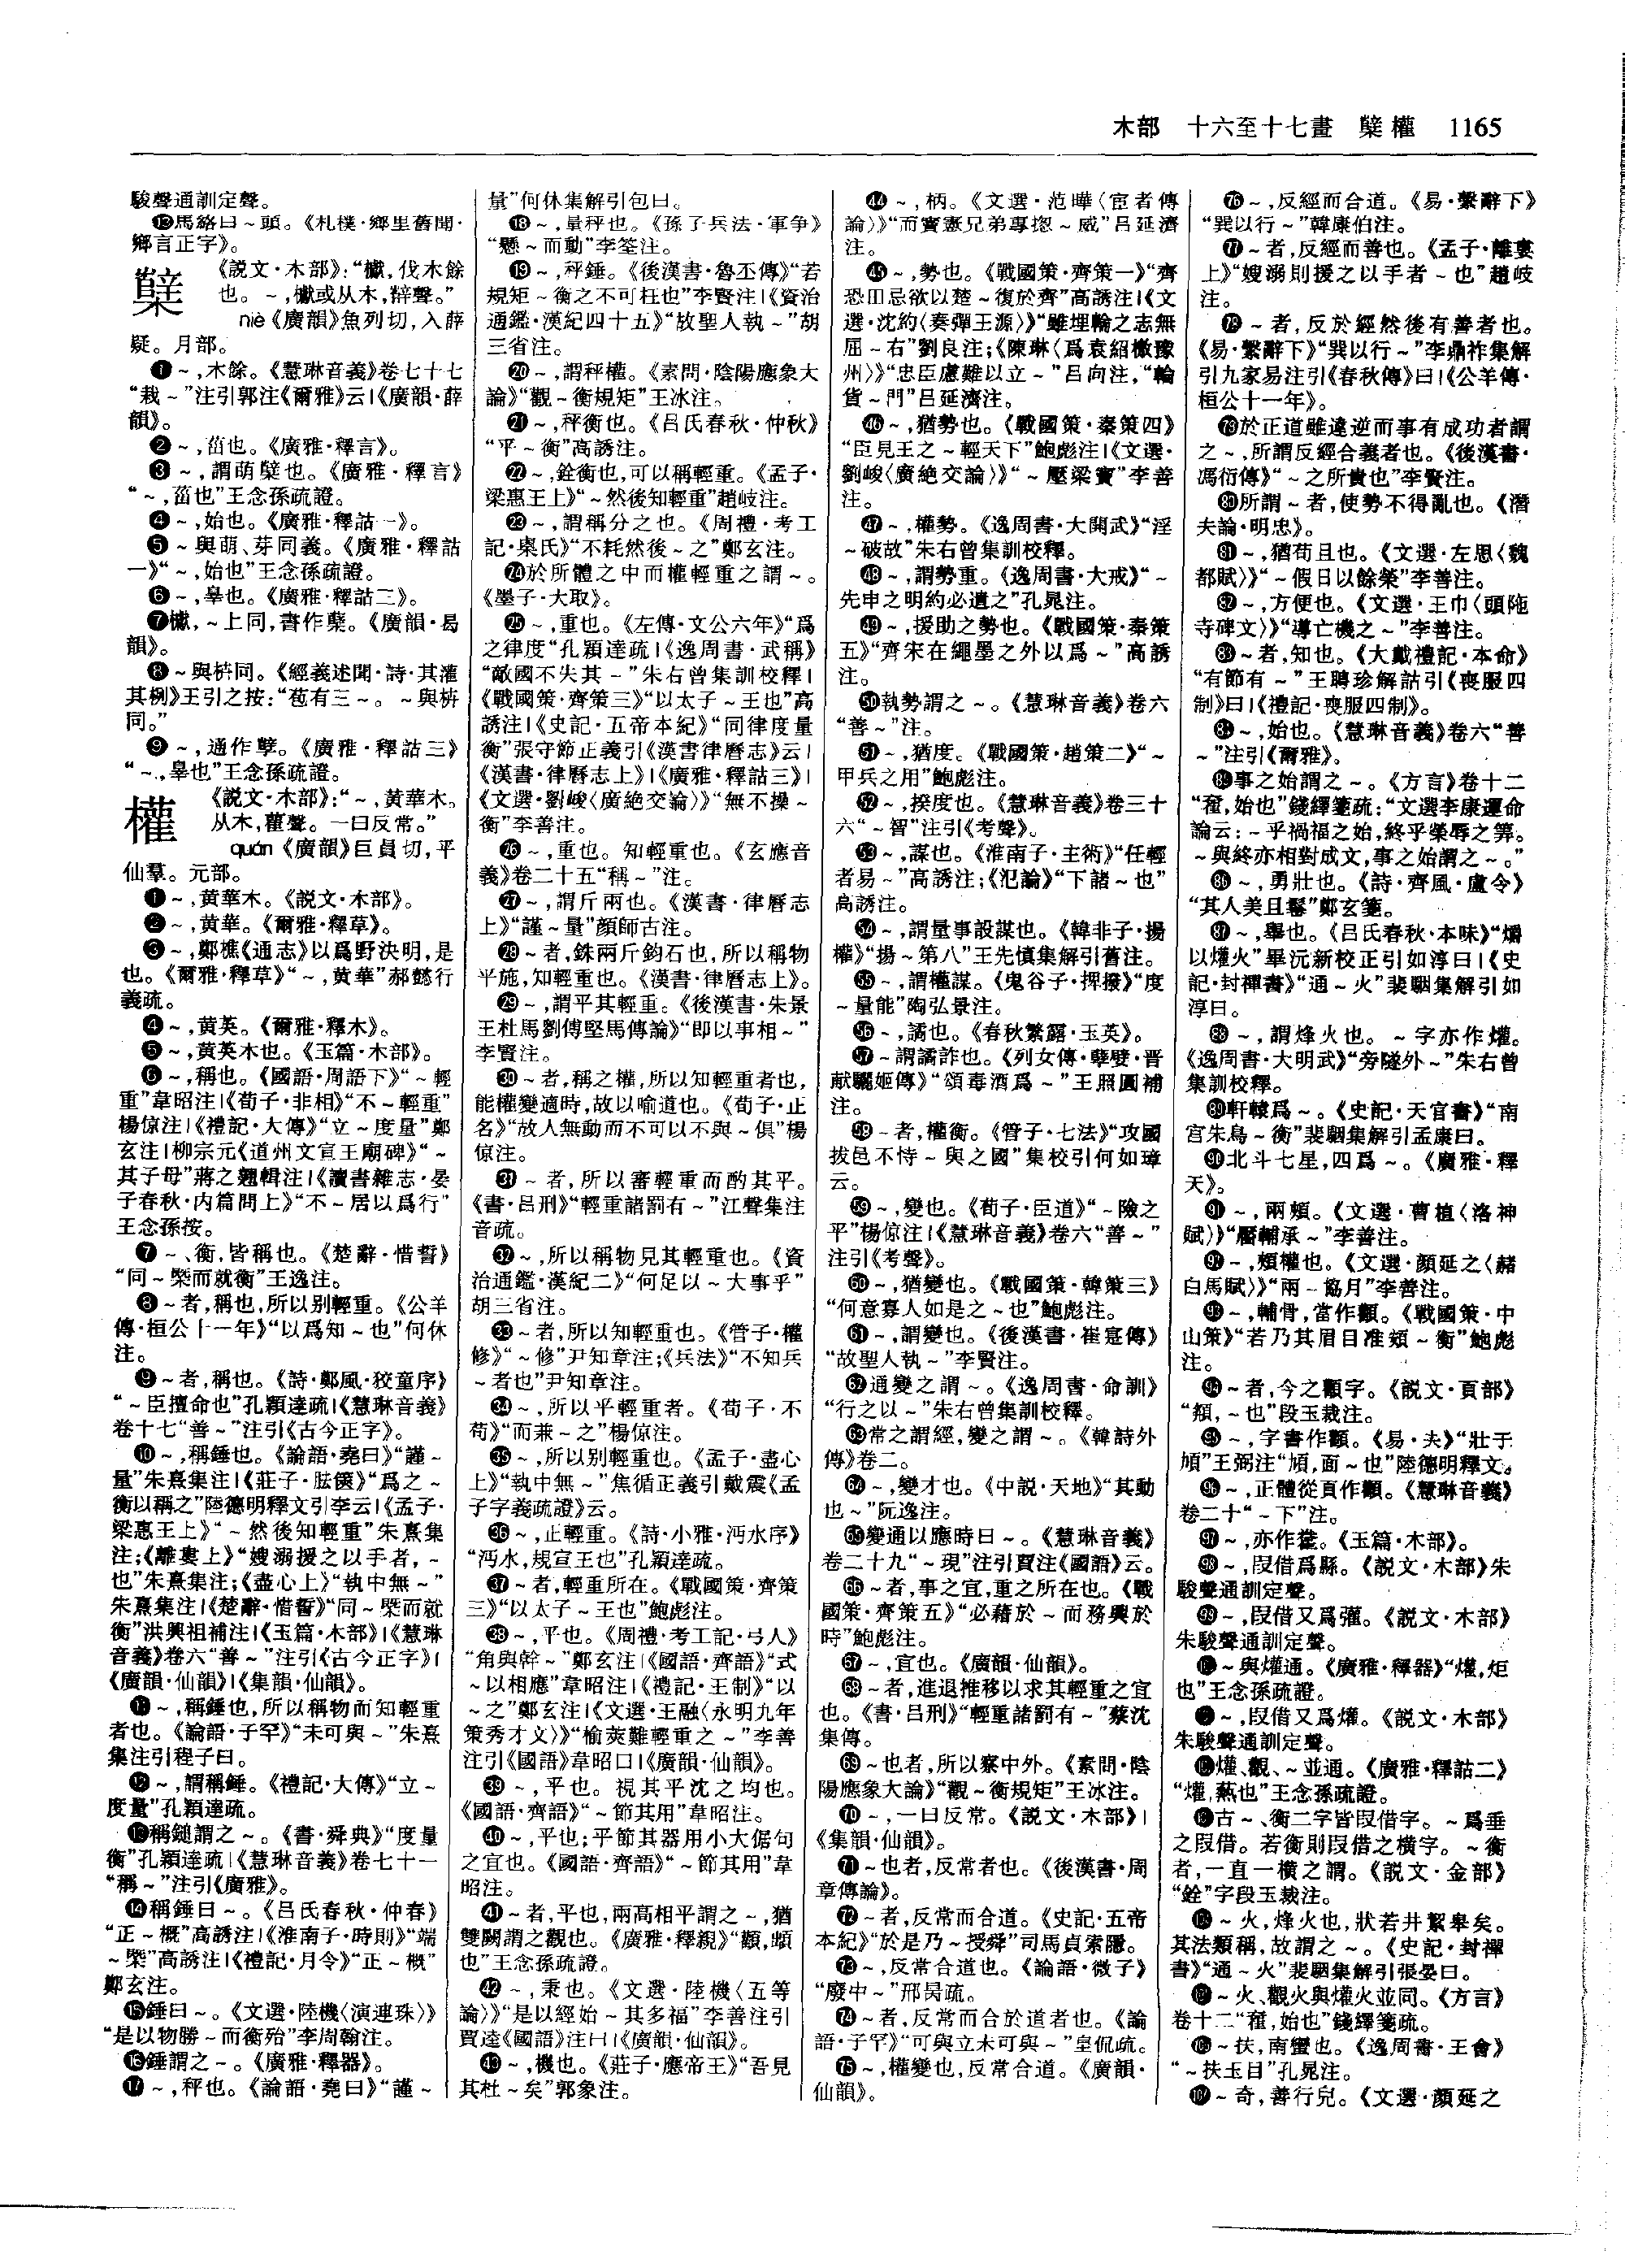 木部　十六至十七畫　櫱權　1165
駿聲通訓定聲。
⓭馬絡曰～頭。《札樸·鄉里舊聞·
鄉言正字》。
櫱　《説文·木部》：“櫱，伐木餘
也。～，櫱或从木，辥聲。”
niè《廣韻》魚列切，入薛
疑。月部。
❶～，木餘。《慧琳音義》卷七十七
“栽～”注引郭注《爾雅》云|《廣韻·薛
韻》。
❷～，萮也。《廣雅·釋言》。
❸～，謂萌櫱也。《廣雅·釋言》
“～，萮也”王念孫疏證。
❹～，始也。《廣雅·釋詁一》。
❺～與萌、芽同義。《廣雅·釋詁
一》“～，始也”王念孫疏證。
❻～，辠也。《廣雅·釋詁三》。
❼櫱，～上同，書作蘖。《廣韻·曷
韻》。
❽～與枿同。《經義述聞·詩·其灌
其栵》王引之按：“苞有三～。～與枿
同。”
❾～，通作孽。《廣雅·釋詁三》
“～，辠也”王念孫疏證。
權　《説文·木部》：“～，黄華木。
从木，雚聲。一曰反常。”
quán《廣韻》巨員切，平
仙羣。元部。
❶～，黄華木。《説文·木部》。
❷～，黄華。《爾雅·釋草》。
❸～，鄭樵《通志》以爲野決明，是
也。《爾雅·釋草》“～，黄華”郝懿行
義疏。
❹～，黄英。《爾雅·釋木》。
❺～，黄英木也。《玉篇·木部》。
❻～，稱也。《國語·周語下》“～輕
重”韋昭注|《荀子·非相》“不～輕重”
楊倞注|《禮記·大傳》“立～度量”鄭
玄注|柳宗元《道州文宣王廟碑》“～
其子母”蔣之翹輯注|《讀書雜志·晏
子春秋·内篇問上》“不～居以爲行”
王念孫按。
❼～、衡，皆稱也。《楚辭·惜誓》
“同～槩而就衡”王逸注。
❽～者，稱也，所以别輕重。《公羊
傳·桓公十一年》“以爲知～也”何休
注。
❾～者，稱也。《詩·鄭風·狡童序》
“～臣擅命也”孔穎達疏|《慧琳音義》
卷十七“善～”注引《古今正字》。
❿～，稱錘也。《論語·堯曰》“謹～
量”朱熹集注|《莊子·胠篋》“爲之～
衡以稱之”陸德明釋文引李云|《孟子·
梁惠王上》“～然後知輕重”朱熹集
注；《離婁上》“嫂溺援之以手者，～
也”朱熹集注；《盡心上》“執中無～”
朱熹集注|《楚辭·惜誓》“同～槩而就
衡”洪興祖補注|《玉篇·木部》|《慧琳
音義》卷六“善～”注引《古今正字》|
《廣韻·仙韻》|《集韻·仙韻》。
⓫～，稱錘也，所以稱物而知輕重
者也。《論語·子罕》“未可與～”朱熹
集注引程子曰。
⓬～，謂稱錘。《禮記·大傳》“立～
度量”孔穎達疏。
⓭稱鎚謂之～。《書·舜典》“度量
衡”孔穎達疏|《慧琳音義》卷七十一
“稱～”注引《廣雅》。
⓮稱錘曰～。《吕氏春秋·仲春》
“正～概”高誘注|《淮南子·時則》“端
～槩”高誘注|《禮記·月令》“正～概”
鄭玄注。
⓯錘曰～。《文選·陸機〈演連珠〉》
“是以物勝～而衡殆”李周翰注。
⓰錘謂之～。《廣雅·釋器》。
⓱～，秤也。《論語·堯曰》“謹～
量”何休集解引包曰。
⓲～，量秤也。《孫子兵法·軍争》
“懸～而動”李筌注。
⓳～，秤錘。《後漢書·魯丕傳》“若
規矩～衡之不可枉也”李賢注|《資治
通鑑·漢紀四十五》“故聖人執～”胡
三省注。
⓴～，謂秤權。《素問·陰陽應象大
論》“觀～衡規矩”王冰注。
㉑～，秤衡也。《吕氏春秋·仲秋》
“平～衡”高誘注。
㉒～，銓衡也，可以稱輕重。《孟子·
梁惠王上》“～然後知輕重”趙岐注。
㉓～，謂稱分之也。《周禮·考工
記·㮚氏》“不耗然後～之”鄭玄注。
㉔於所體之中而權輕重之謂～。
《墨子·大取》。
㉕～，重也。《左傳·文公六年》“爲
之律度”孔穎達疏|《逸周書·武稱》
“敵國不失其～”朱右曾集訓校釋|
《戰國策·齊策三》“以太子～王也”高
誘注|《史記·五帝本紀》“同律度量
衡”張守節正義引《漢書律曆志》云|
《漢書·律曆志上》|《廣雅·釋詁三》|
《文選·劉峻〈廣絶交論〉》“無不操～
衡”李善注。
㉖～，重也。知輕重也。《玄應音
義》卷二十五“稱～”注。
㉗～，謂斤兩也。《漢書·律曆志
上》“謹～量”顔師古注。
㉘～者，銖兩斤鈞石也，所以稱物
平施，知輕重也。《漢書·律曆志上》。
㉙～，謂平其輕重。《後漢書·朱景
王杜馬劉傅堅馬傳論》“即以事相～”
李賢注。
㉚～者，稱之權，所以知輕重者也，
能權變適時，故以喻道也。《荀子·正
名》“故人無動而不可以不與～俱”楊
倞注。
㉛～者，所以審輕重而酌其平。
《書·吕刑》“輕重諸罰有～”江聲集注
音疏。
㉜～，所以稱物見其輕重也。《資
治通鑑·漢紀二》“何足以～大事乎”
胡三省注。
㉝～者，所以知輕重也。《管子·權
修》“～修”尹知章注；《兵法》“不知兵
～者也”尹知章注。
㉞～，所以平輕重者。《荀子·不
苟》“而兼～之”楊倞注。
㉟～，所以别輕重也。《孟子·盡心
上》“執中無～”焦循正義引戴震《孟
子字義疏證》云。
㊱～，正輕重。《詩·小雅·沔水序》
“沔水，規宣王也”孔穎達疏。
㊲～者，輕重所在。《戰國策·齊策
三》“以太子～王也”鮑彪注。
㊳～，平也。《周禮·考工記·弓人》
“角與幹～”鄭玄注|《國語·齊語》“式
～以相應”韋昭注|《禮記·王制》“以
～之”鄭玄注|《文選·王融〈永明九年
策秀才文〉》“榆莢難輕重之～”李善
注引《國語》韋昭曰|《廣韻·仙韻》。
㊴～，平也。視其平沈之均也。
《國語·齊語》“～節其用”韋昭注。
㊵～，平也；平節其器用小大倨句
之宜也。《國語·齊語》“～節其用”韋
昭注。
㊶～者，平也，兩高相平謂之～，猶
雙闕謂之觀也。《廣雅·釋親》“顴，䪼
也”王念孫疏證。
㊷～，秉也。《文選·陸機〈五等
論〉》“是以經始～其多福”李善注引
賈逵《國語》注曰|《廣韻·仙韻》。
㊸～，機也。《莊子·應帝王》“吾見
其杜～矣”郭象注。
㊹～，柄。《文選·范曄〈宦者傳
論〉》“而竇憲兄弟專揔～威”吕延濟
注。
㊺～，勢也。《戰國策·齊策一》“齊
恐田忌欲以楚～復於齊”高誘注|《文
選·沈約〈奏彈王源〉》“雖埋輪之志無
屈～右”劉良注；《陳琳〈爲袁紹檄豫
州〉》“忠臣慮難以立～”吕向注，“輸
貨～門”吕延濟注。
㊻～，猶勢也。《戰國策·秦策四》
“臣見王之～輕天下”鮑彪注|《文選·
劉峻〈廣絶交論〉》“～壓梁竇”李善
注。
㊼～，權勢。《逸周書·大開武》“淫
～破故”朱右曾集訓校釋。
㊽～，謂勢重。《逸周書·大戒》“～
先申之明約必遺之”孔晁注。
㊾～，援助之勢也。《戰國策·秦策
五》“齊宋在繩墨之外以爲～”高誘
注。
㊿執勢謂之～。《慧琳音義》卷六
“善～”注。
51～，猶度。《戰國策·趙策二》“～
甲兵之用”鮑彪注。
52～，揆度也。《慧琳音義》卷三十
六“～智”注引《考聲》。
53～，謀也。《淮南子·主術》“任輕
者易～”高誘注；《氾論》“下諸～也”
高誘注。
54～，謂量事設謀也。《韓非子·揚
權》“揚～第八”王先慎集解引舊注。
55～，謂權謀。《鬼谷子·捭撥》“度
～量能”陶弘景注。
56～，譎也。《春秋繁露·玉英》。
57～謂譎詐也。《列女傳·孽嬖·晋
献驪姬傳》“頌毒酒爲～”王照圓補
注。
58～者，權衡。《管子·七法》“攻國
拔邑不恃～與之國”集校引何如璋
云。
59～，變也。《荀子·臣道》“～險之
平”楊倞注|《慧琳音義》卷六“善～”
注引《考聲》。
60～，猶變也。《戰國策·韓策三》
“何意寡人如是之～也”鮑彪注。
61～，謂變也。《後漢書·崔寔傳》
“故聖人執～”李賢注。
62通變之謂～。《逸周書·命訓》
“行之以～”朱右曾集訓校釋。
63常之謂經，變之謂～。《韓詩外
傳》卷二。
64～，變才也。《中説·天地》“其動
也～”阮逸注。
65變通以應時曰～。《慧琳音義》
卷二十九“～現”注引賈注《國語》云。
66～者，事之宜，重之所在也。《戰
國策·齊策五》“必藉於～而務興於
時”鮑彪注。
67～，宜也。《廣韻·仙韻》。
68～者，進退推移以求其輕重之宜
也。《書·吕刑》“輕重諸罰有～”蔡沈
集傳。
69～也者，所以察中外。《素問·陰
陽應象大論》“觀～衡規矩”王冰注。
70～，一曰反常。《説文·木部》|
《集韻·仙韻》。
71～也者，反常者也。《後漢書·周
章傳論》。
72～者，反常而合道。《史記·五帝
本紀》“於是乃～授舜”司馬貞索隱。
73～，反常合道也。《論語·微子》
“廢中～”邢昺疏。
74～者，反常而合於道者也。《論
語·子罕》“可與立未可與～”皇侃疏。
75～，權變也，反常合道。《廣韻·
仙韻》。
76～，反經而合道。《易·繫辭下》
“巽以行～”韓康伯注。
77～者，反經而善也。《孟子·離婁
上》“嫂溺則援之以手者～也”趙岐
注。
78～者，反於經然後有善者也。
《易·繫辭下》“巽以行～”李鼎祚集解
引九家易注引《春秋傳》曰|《公羊傳·
桓公十一年》。
79於正道雖違逆而事有成功者謂
之～，所謂反經合義者也。《後漢書·
馮衍傳》“～之所貴也”李賢注。
80所謂～者，使勢不得亂也。《潛
夫論·明忠》。
81～，猶苟且也。《文選·左思〈魏
都賦〉》“～假日以餘榮”李善注。
82～，方便也。《文選·王巾〈頭陁
寺碑文〉》“導亡機之～”李善注。
83～者，知也。《大戴禮記·本命》
“有節有～”王聘珍解詁引《喪服四
制》曰|《禮記·喪服四制》。
84～，始也。《慧琳音義》卷六“善
～”注引《爾雅》。
85事之始謂之～。《方言》卷十二
“蘿，始也”錢繹箋疏：“文選李康運命
論云：～乎禍福之始，終乎榮辱之筭。
～與終亦相對成文，事之始謂之～。”
86～，勇壯也。《詩·齊風·盧令》
“其人美且鬈”鄭玄箋。
87～，舉也。《吕氏春秋·本味》“爝
以爟火”畢沅新校正引如淳曰|《史
記·封禪書》“通～火”裴駰集解引如
淳曰。
88～，謂烽火也。～字亦作爟。
《逸周書·大明武》“旁隧外～”朱右曾
集訓校釋。
89軒轅爲～。《史記·天官書》“南
宫朱鳥～衡”裴駰集解引孟康曰。
90北斗七星，四爲～。《廣雅·釋
天》。
91～，兩頰。《文選·曹植〈洛神
賦〉》“靨輔承～”李善注。
92～，頰權也。《文選·顔延之〈赭
白馬賦〉》“兩～協月”李善注。
93～，輔骨，當作顴。《戰國策·中
山策》“若乃其眉目准頞～衡”鮑彪
注。
94～者，今之顴字。《説文·頁部》
“頯，～也”段玉裁注。
95～，字書作顴。《易·夬》“壯于
頄”王弼注“頄，面～也”陸德明釋文。
96～，正體從頁作顴。《慧琳音義》
卷二十“～下”注。
97～，亦作䕎。《玉篇·木部》。
98～，叚借爲縣。《説文·木部》朱
駿聲通訓定聲。
99～，叚借又爲彏。《説文·木部》
朱駿聲通訓定聲。
100～與爟通。《廣雅·釋器》“爟，炬
也”王念孫疏證。
101～，叚借又爲爟。《説文·木部》
朱駿聲通訓定聲。
102爟、觀、～並通。《廣雅·釋詁二》
“爟，爇也”王念孫疏證。
103古～、衡二字皆叚借字。～爲垂
之叚借。若衡則叚借之横字。～衡
者，一直一横之謂。《説文·金部》
“銓”字段玉裁注。
104～火，烽火也，狀若井絜皋矣。
其法類稱，故謂之～。《史記·封禪
書》“通～火”裴駰集解引張晏曰。
105～火、觀火與爟火並同。《方言》
卷十二“蘿，始也”錢繹箋疏。
106～扶，南蠻也。《逸周書·王會》
“～扶玉目”孔晁注。
107～奇，善行皃。《文選·顔延之